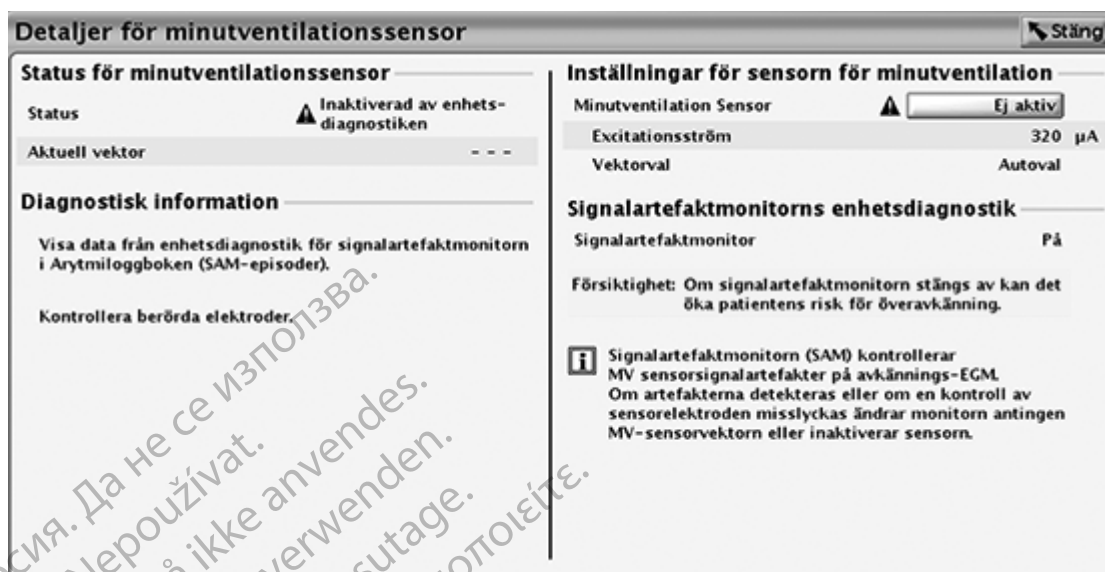 Detaljer för minutventilationssensor
Stäng
Status för minutventilationssensor
Status
Inaktiverad av enhets-
diagnostiken
Aktuell vektor
- - -
Diagnostisk information
Visa data från enhetsdiagnostik för signalartefaktmonitorn
i Arytmiloggboken (SAM-episoder).
Kontrollera berörda elektroder.
Inställningar för sensorn för minutventilation
Minutventilation Sensor
Ej aktiv
Excitationsström
320 µA
Vektorval
Autoval
Signalartefaktmonitorns enhetsdiagnostik
Signalartefaktmonitor
På
Försiktighet: Om signalartefaktmonitorn stängs av kan det
öka patientens risk för överavkänning.
i
Signalartefaktmonitorn (SAM) kontrollerar
MV sensorsignalartefakter på avkännings-EGM.
Om artefakterna detekteras eller om en kontroll av
sensorelektroden misslyckas ändrar monitorn antingen
MV-sensorvektorn eller inaktiverar sensorn.
Да не се използва.
Nepoužívat.
ikke anvendes.
verwenden.